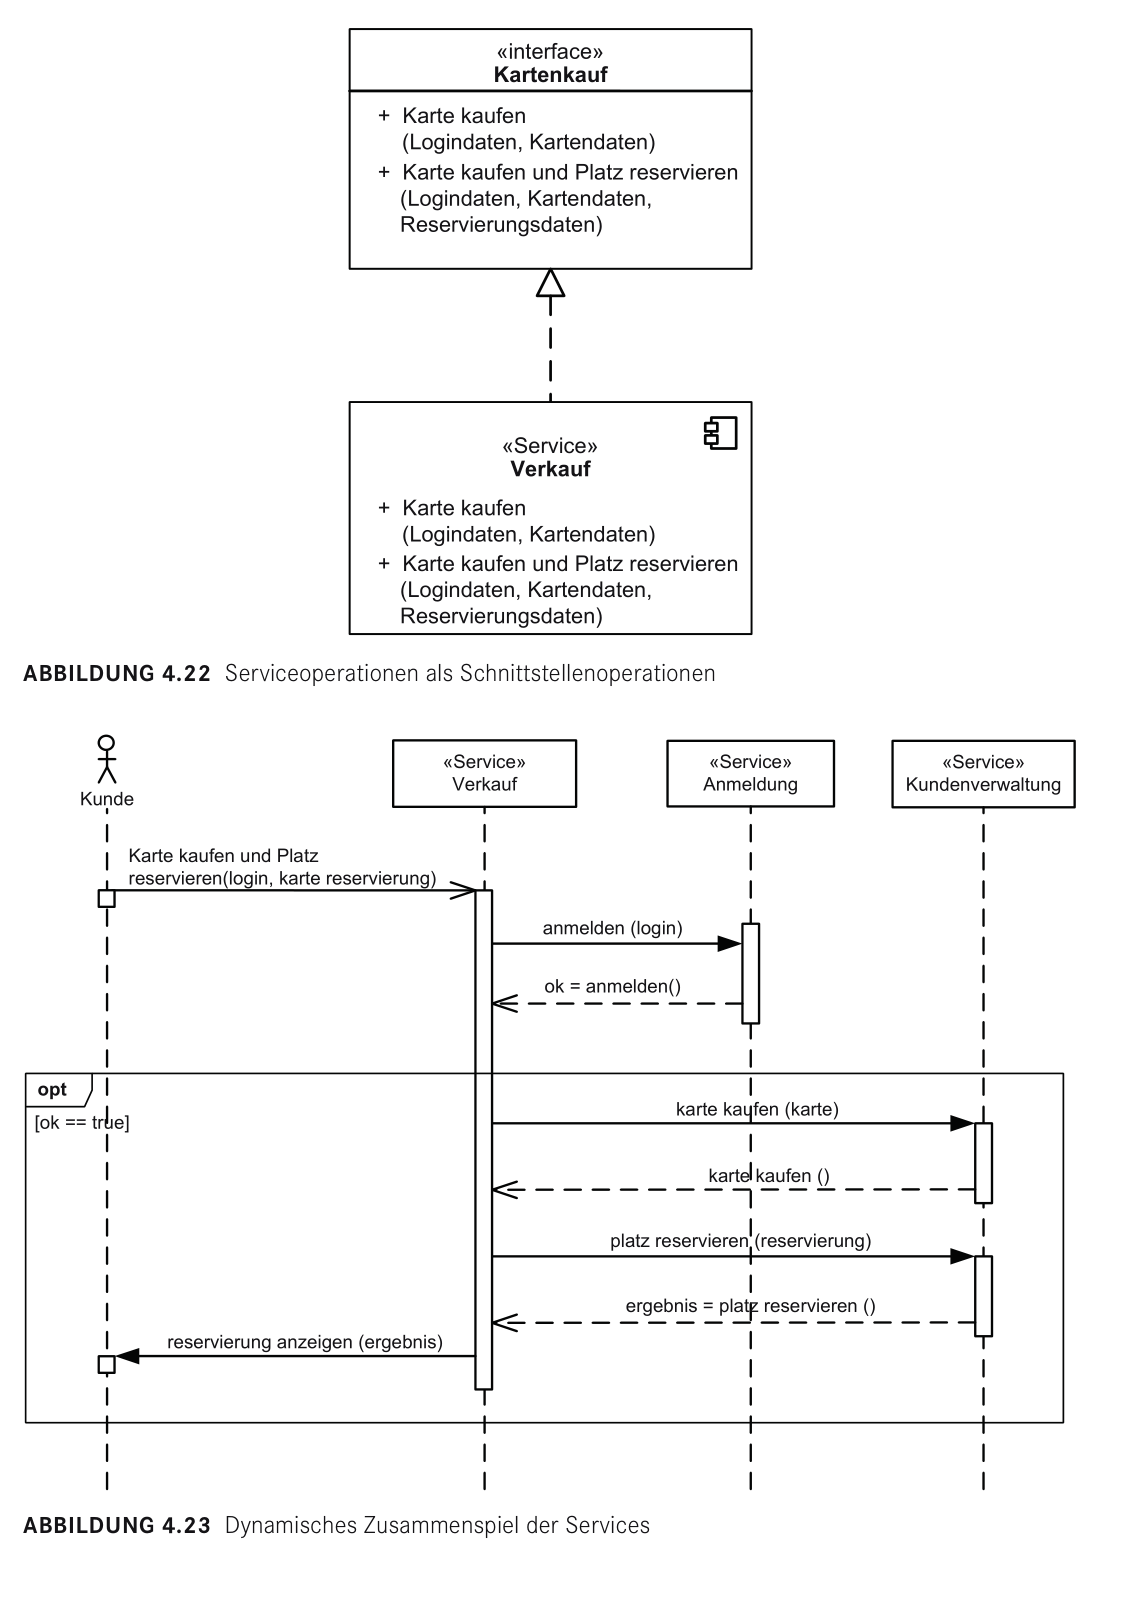 «interface»
Kartenkauf
+ Karte kaufen
(Logindaten, Kartendaten)
+ Karte kaufen und Platz reservieren
(Logindaten, Kartendaten,
Reservierungsdaten)
«Service»
Verkauf
+ Karte kaufen
(Logindaten, Kartendaten)
+ Karte kaufen und Platz reservieren
(Logindaten, Kartendaten,
Reservierungsdaten)
ABBILDUNG 4.22 Serviceoperationen als Schnittstellenoperationen
Kunde
«Service»
Verkauf
«Service»
Anmeldung
«Service»
Kundenverwaltung
Karte kaufen und Platz
reservieren(login, karte reservierung)
anmelden (login)
ok = anmelden()
opt
[ok == true]
karte kaufen (karte)
karte kaufen ()
platz reservieren (reservierung)
ergebnis = platz reservieren ()
reservierung anzeigen (ergebnis)
ABBILDUNG 4.23 Dynamisches Zusammenspiel der Services